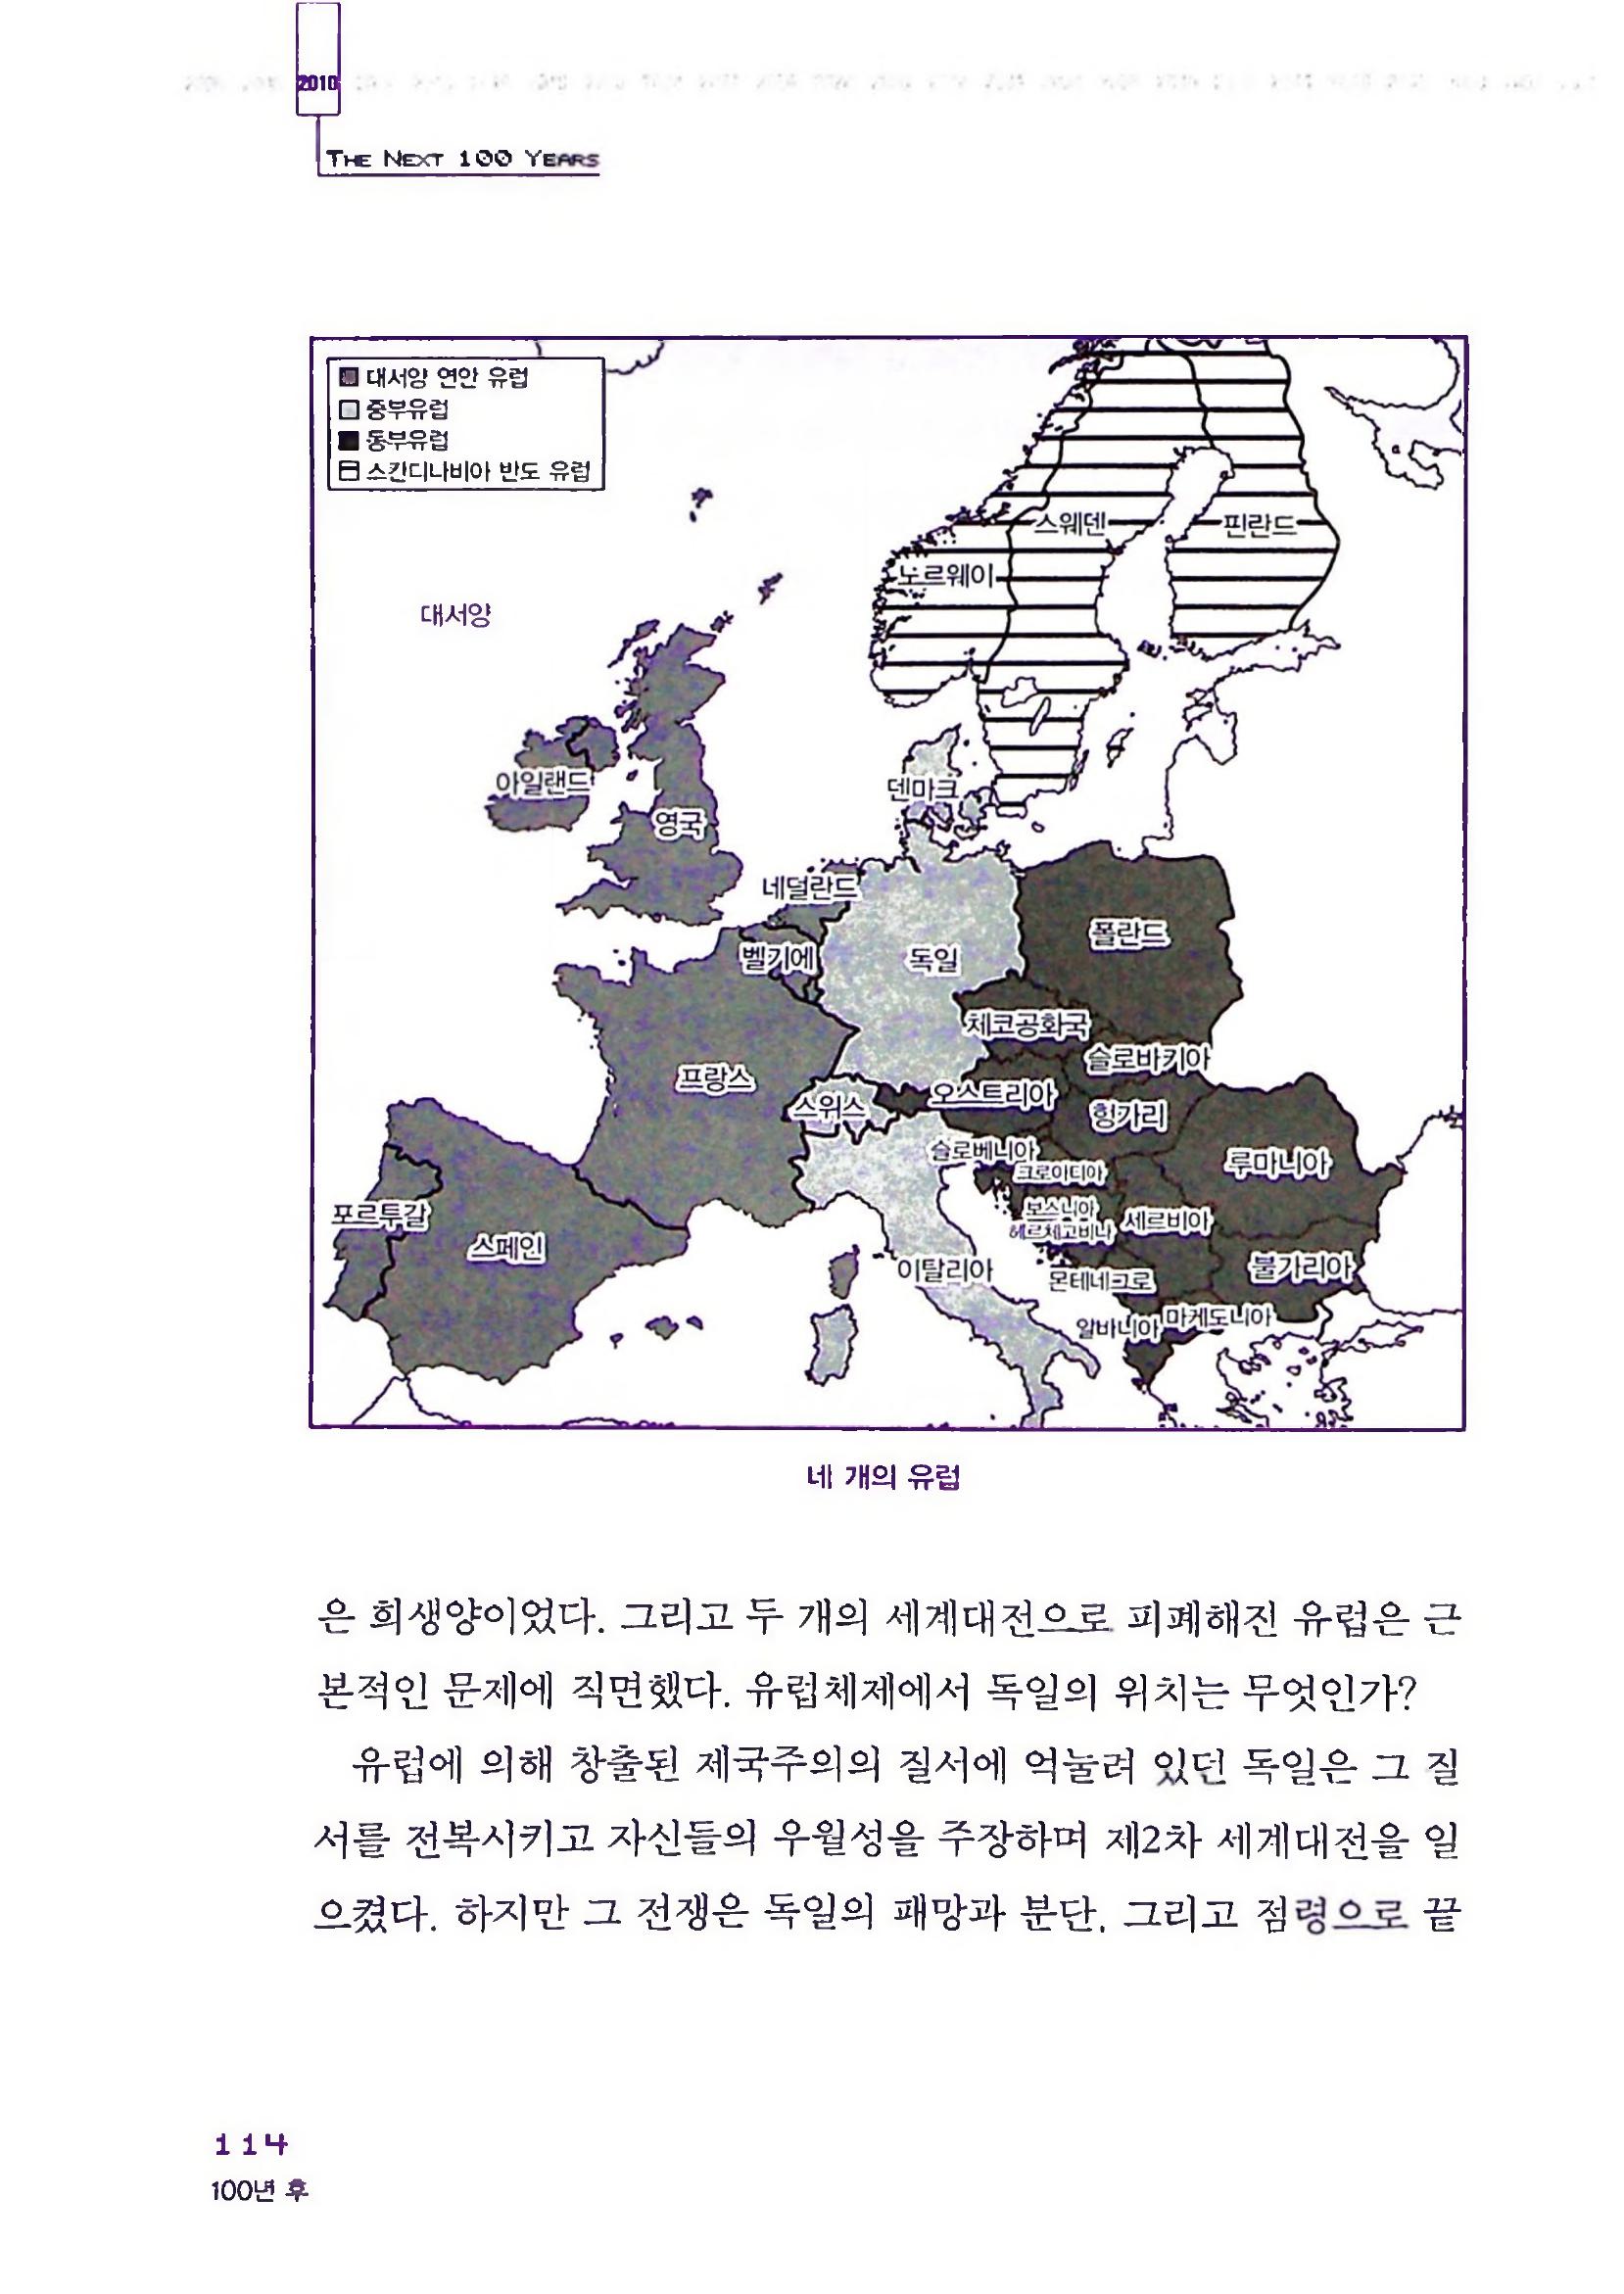 2010
THE NEXT 100 YEARS
대서양 연안 유럽
중부유럽
동부유럽
스칸디나비아 반도 유럽
스웨덴
핀란드
노르웨이
대서양
아일랜드
영국
덴마크
네덜란드
벨기에
독일
폴란드
체코공화국
슬로바키아
프랑스
스위스
오스트리아
헝가리
슬로베니아
크로아티아
루마니아
포르투갈
스페인
보스니아
헤르체고비나
세르비아
이탈리아
몬테네그로
불가리아
알바니아
마케도니아
네 개의 유럽
은 희생양이었다. 그리고 두 개의 세계대전으로 피폐해진 유럽은 근
본적인 문제에 직면했다. 유럽체제에서 독일의 위치는 무엇인가?
유럽에 의해 창출된 제국주의의 질서에 억눌려 있던 독일은 그 질
서를 전복시키고 자신들의 우월성을 주장하며 제2차 세계대전을 일
으켰다. 하지만 그 전쟁은 독일의 패망과 분단, 그리고 점령으로 끝
114
100년 후